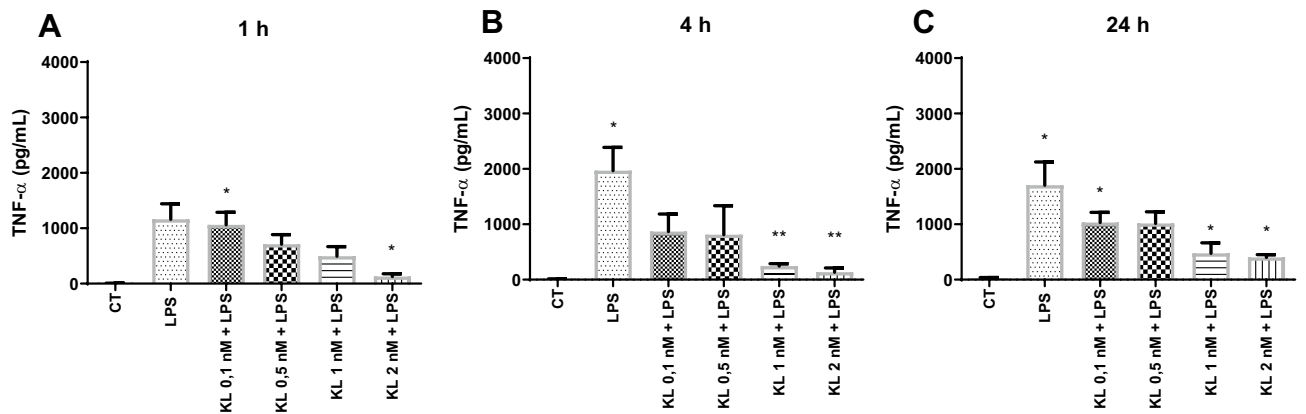 A
1 h
TNF-α (pg/mL)
4000
3000
2000
1000
0
*
*
CT
LPS
KL 0,1 nM + LPS
KL 0,5 nM + LPS
KL 1 nM + LPS
KL 2 nM + LPS
B
4 h
TNF-α (pg/mL)
4000
3000
2000
1000
0
*
**
**
CT
LPS
KL 0,1 nM + LPS
KL 0,5 nM + LPS
KL 1 nM + LPS
KL 2 nM + LPS
C
24 h
TNF-α (pg/mL)
4000
3000
2000
1000
0
*
*
*
*
CT
LPS
KL 0,1 nM + LPS
KL 0,5 nM + LPS
KL 1 nM + LPS
KL 2 nM + LPS